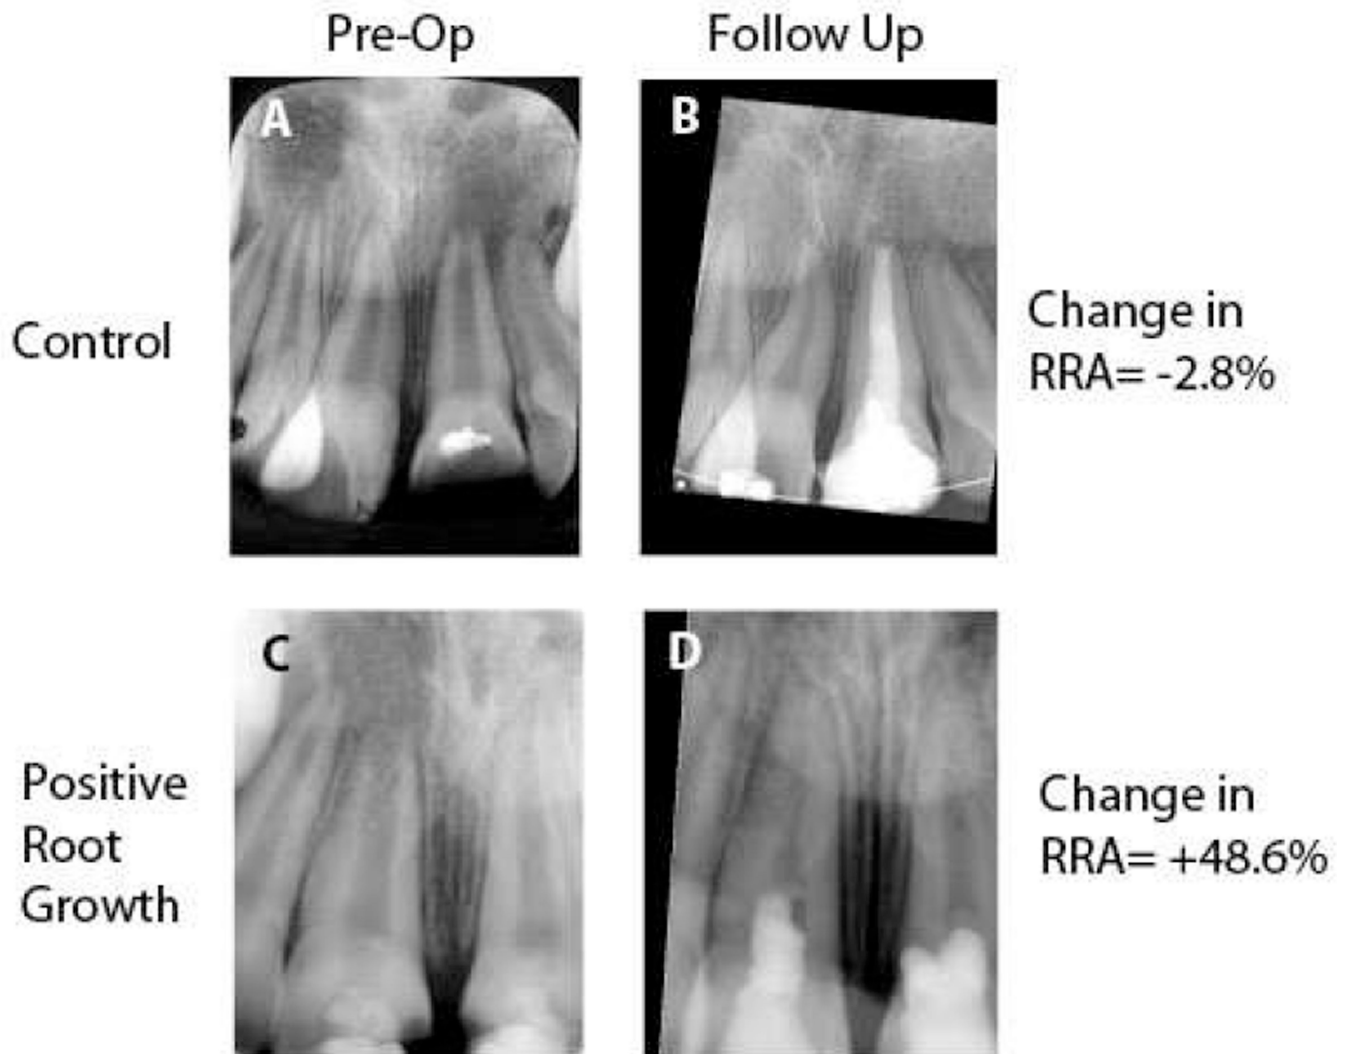 Pre-Op
Follow Up
A
B
Control
Change in
RRA= -2.8%
C
D
Positive
Root
Growth
Change in
RRA= +48.6%